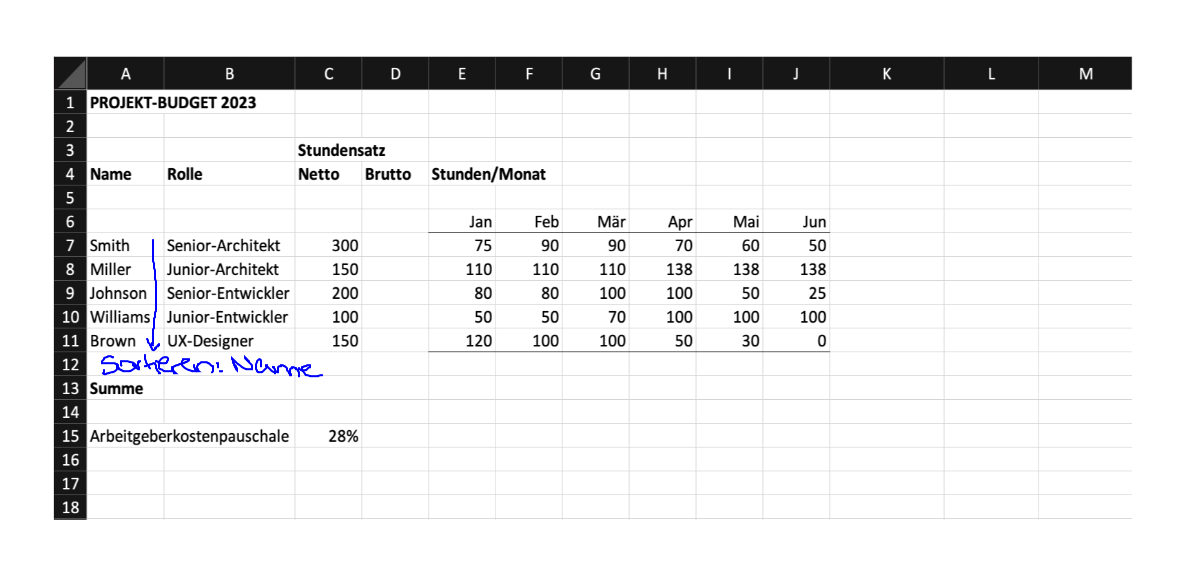 A B C D E F G H I J K L M
1 PROJEKT-BUDGET 2023
2
3 Stundensatz
4 Name Rolle Netto Brutto Stunden/Monat
5
6 Jan Feb Mär Apr Mai Jun
7 Smith Senior-Architekt 300 75 90 90 70 60 50
8 Miller Junior-Architekt 150 110 110 110 138 138 138
9 Johnson Senior-Entwickler 200 80 80 100 100 50 25
10 Williams Junior-Entwickler 100 50 50 70 100 100 100
11 Brown UX-Designer 150 120 100 100 50 30 0
12 Sortieren: Name
13 Summe
14
15 Arbeitgeberkostenpauschale 28%
16
17
18